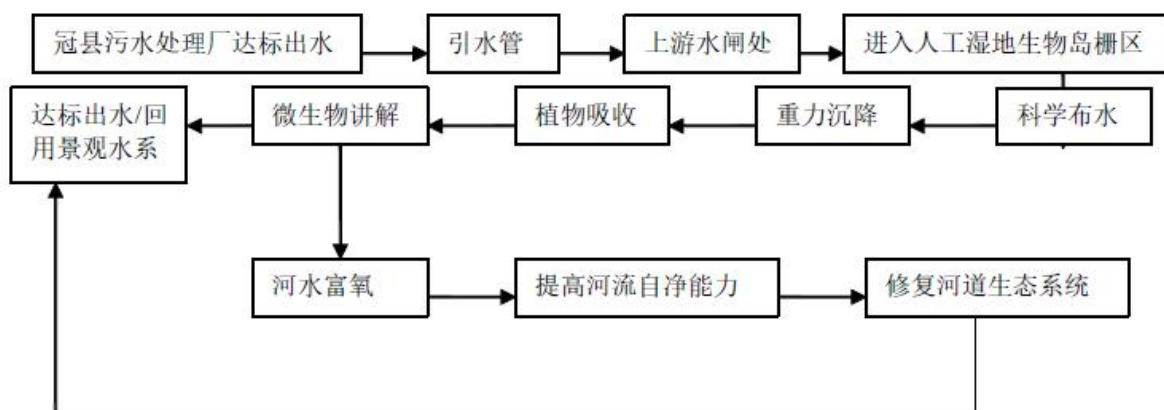 冠县污水处理厂达标出水
引水管
上游水闸处
进入人工湿地生物岛栅区
达标出水/回
用景观水系
微生物讲解
植物吸收
重力沉降
科学布水
河水富氧
提高河流自净能力
修复河道生态系统